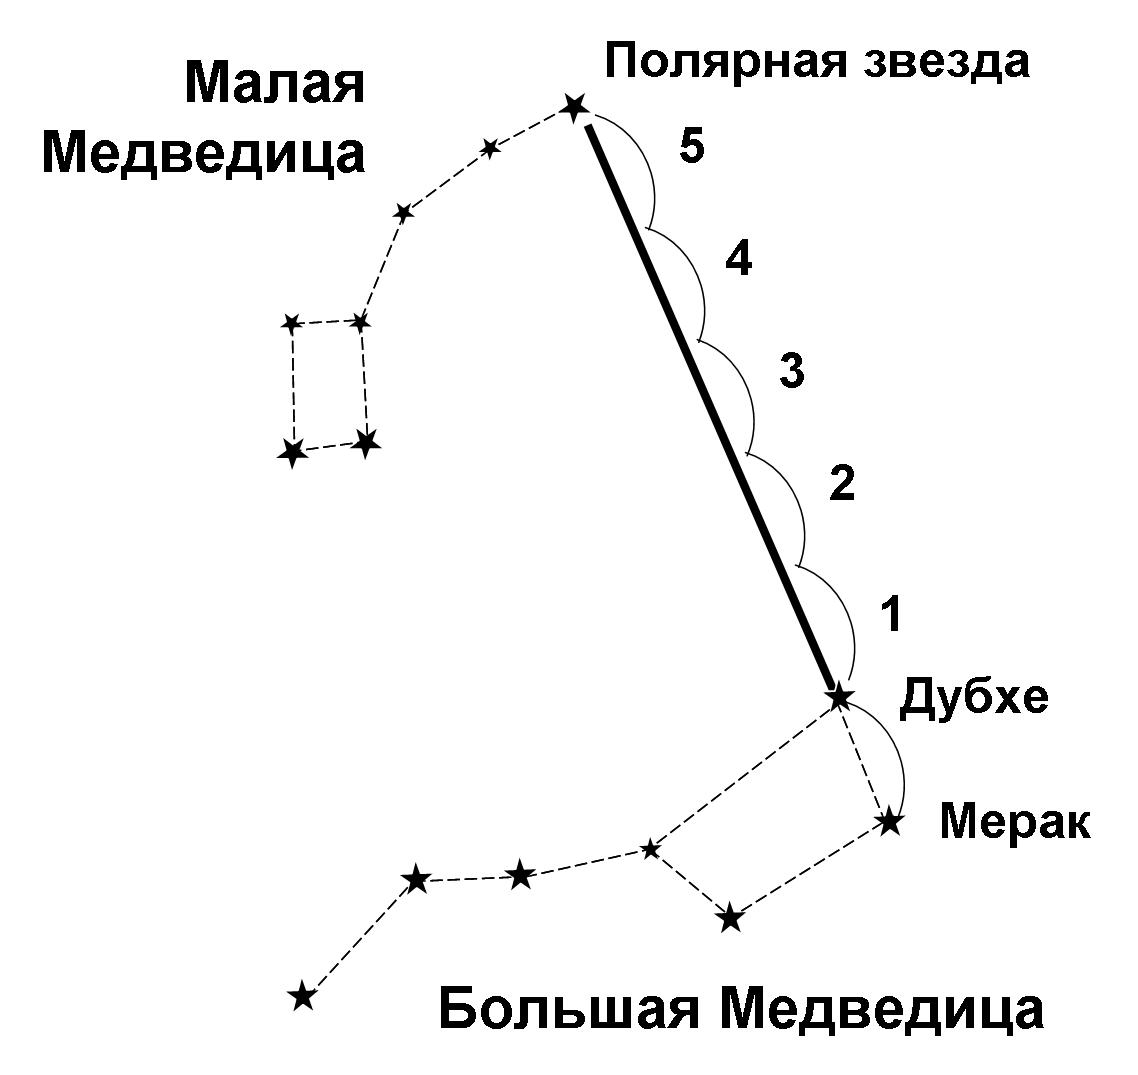 Полярная звезда
Малая
Медведица
5
4
3
2
1
Дубхе
Мерак
Большая Медведица